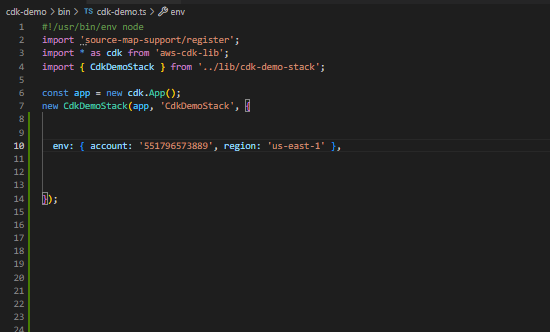 cdk-demo > bin > TS cdk-demo.ts > env
1 #!/usr/bin/env node
2 import 'source-map-support/register';
3 import * as cdk from 'aws-cdk-lib';
4 import { CdkDemoStack } from '../lib/cdk-demo-stack';
5
6 const app = new cdk.App();
7 new CdkDemoStack(app, 'CdkDemoStack', {
8
9
10 env: { account: '551796573889', region: 'us-east-1' },
11
12
13
14 });
15
16
17
18
19
20
21
22
23
24